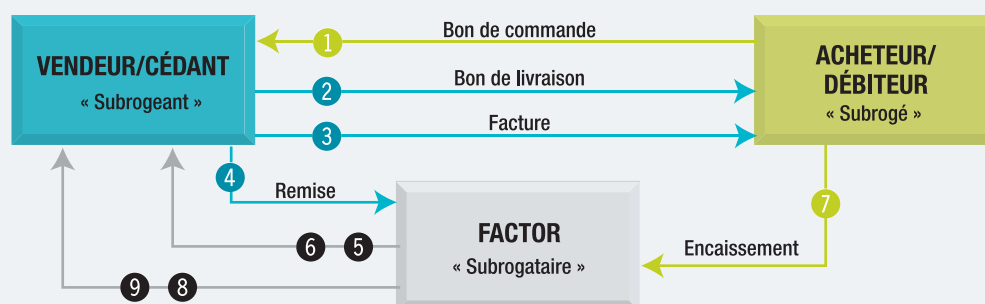 Bon de commande
1
VENDEUR/CÉDANT
« Subrogeant »
2
Bon de livraison
3
Facture
ACHETEUR/
DÉBITEUR
« Subrogé »
4
Remise
7
FACTOR
« Subrogataire »
Encaissement
6 5
9 8